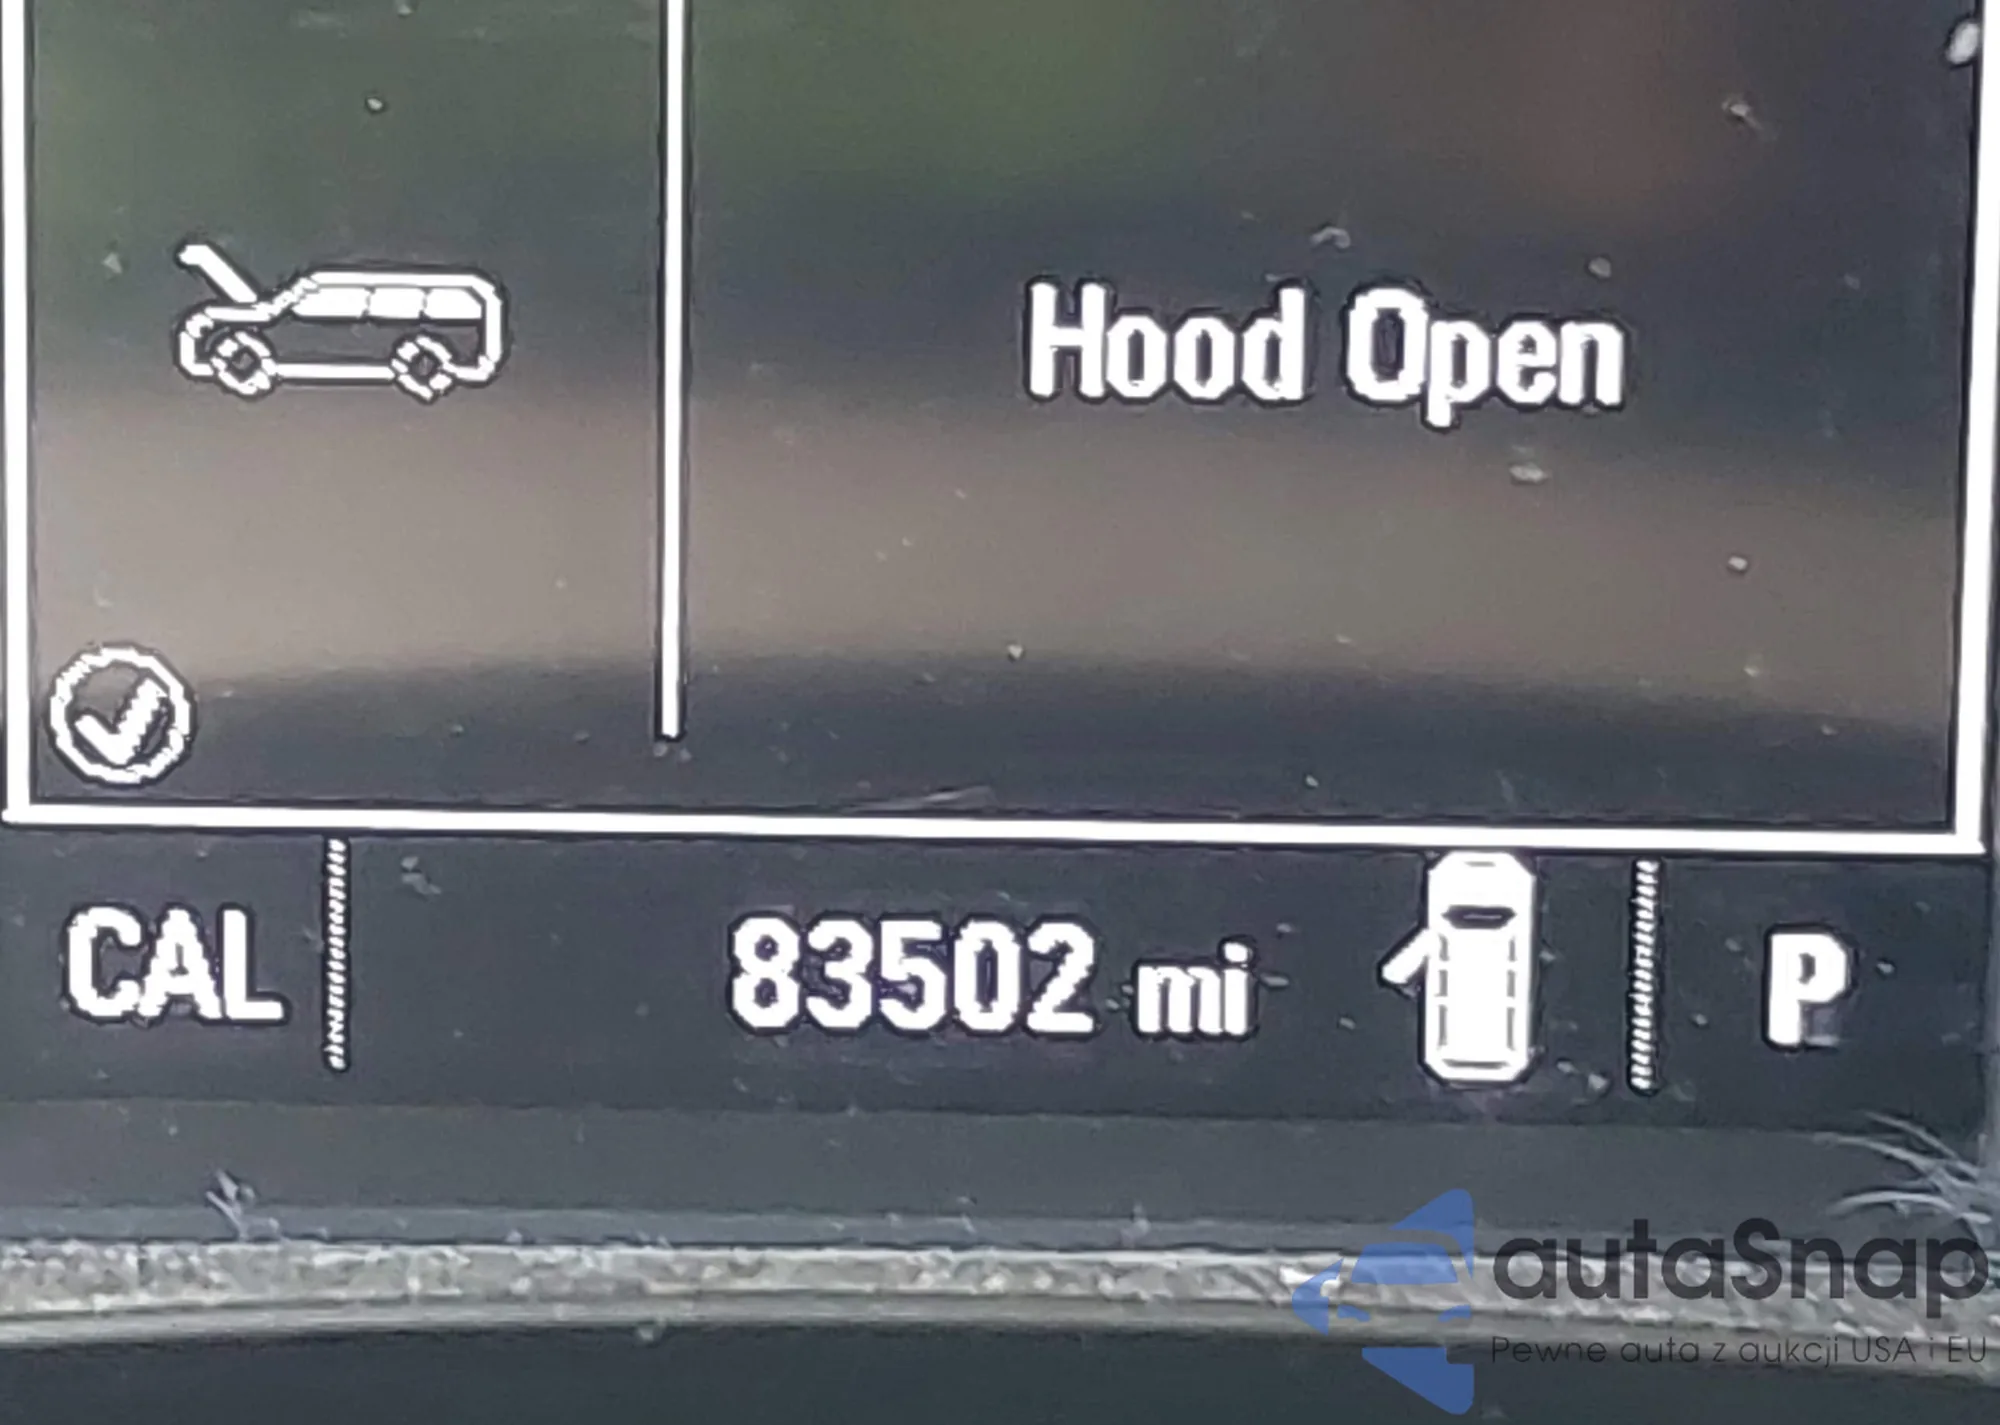 Hood Open
CAL
83502 mi
P
autaSnap
Pewne auta z aukcji USA i EU